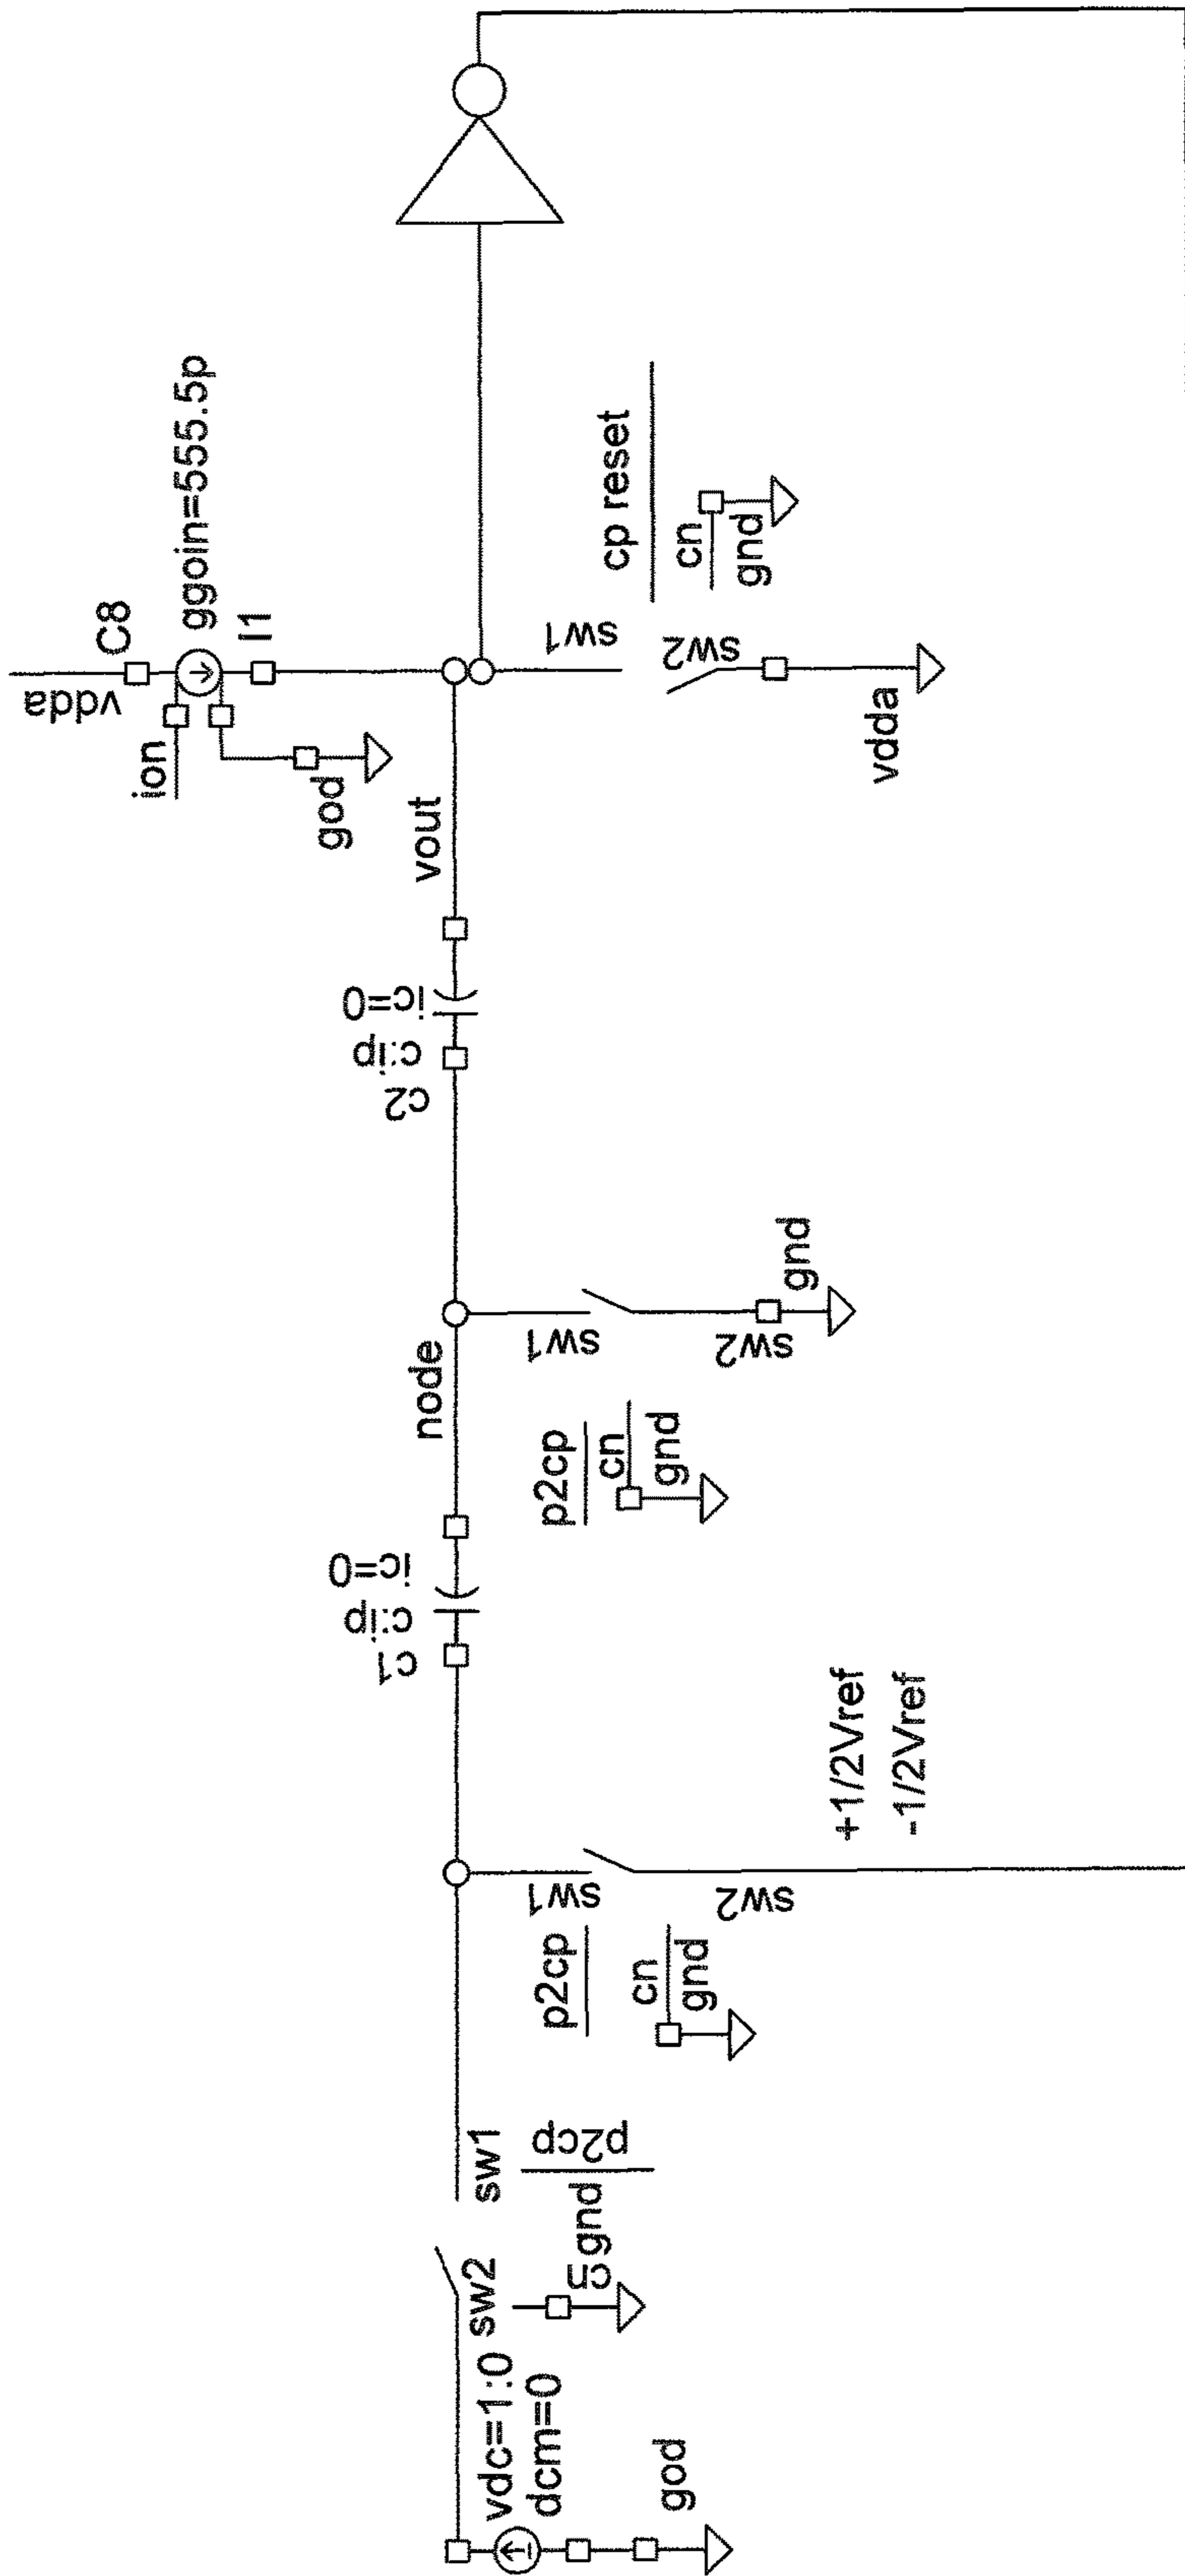 vdda
C8
ggoin=555.5p
ion
I1
god
vout
ic=0
c:ip
c2
sw1
cp reset
cn
gnd
sw2
vdda
node
sw1
sw2
gnd
p2cp
cn
gnd
ic=0
c:ip
c1
sw1
sw2
+1/2Vref
-1/2Vref
p2cp
cn
gnd
sw1
p2cp
sw2
gnd
cn
vdc=1:0
dcm=0
god